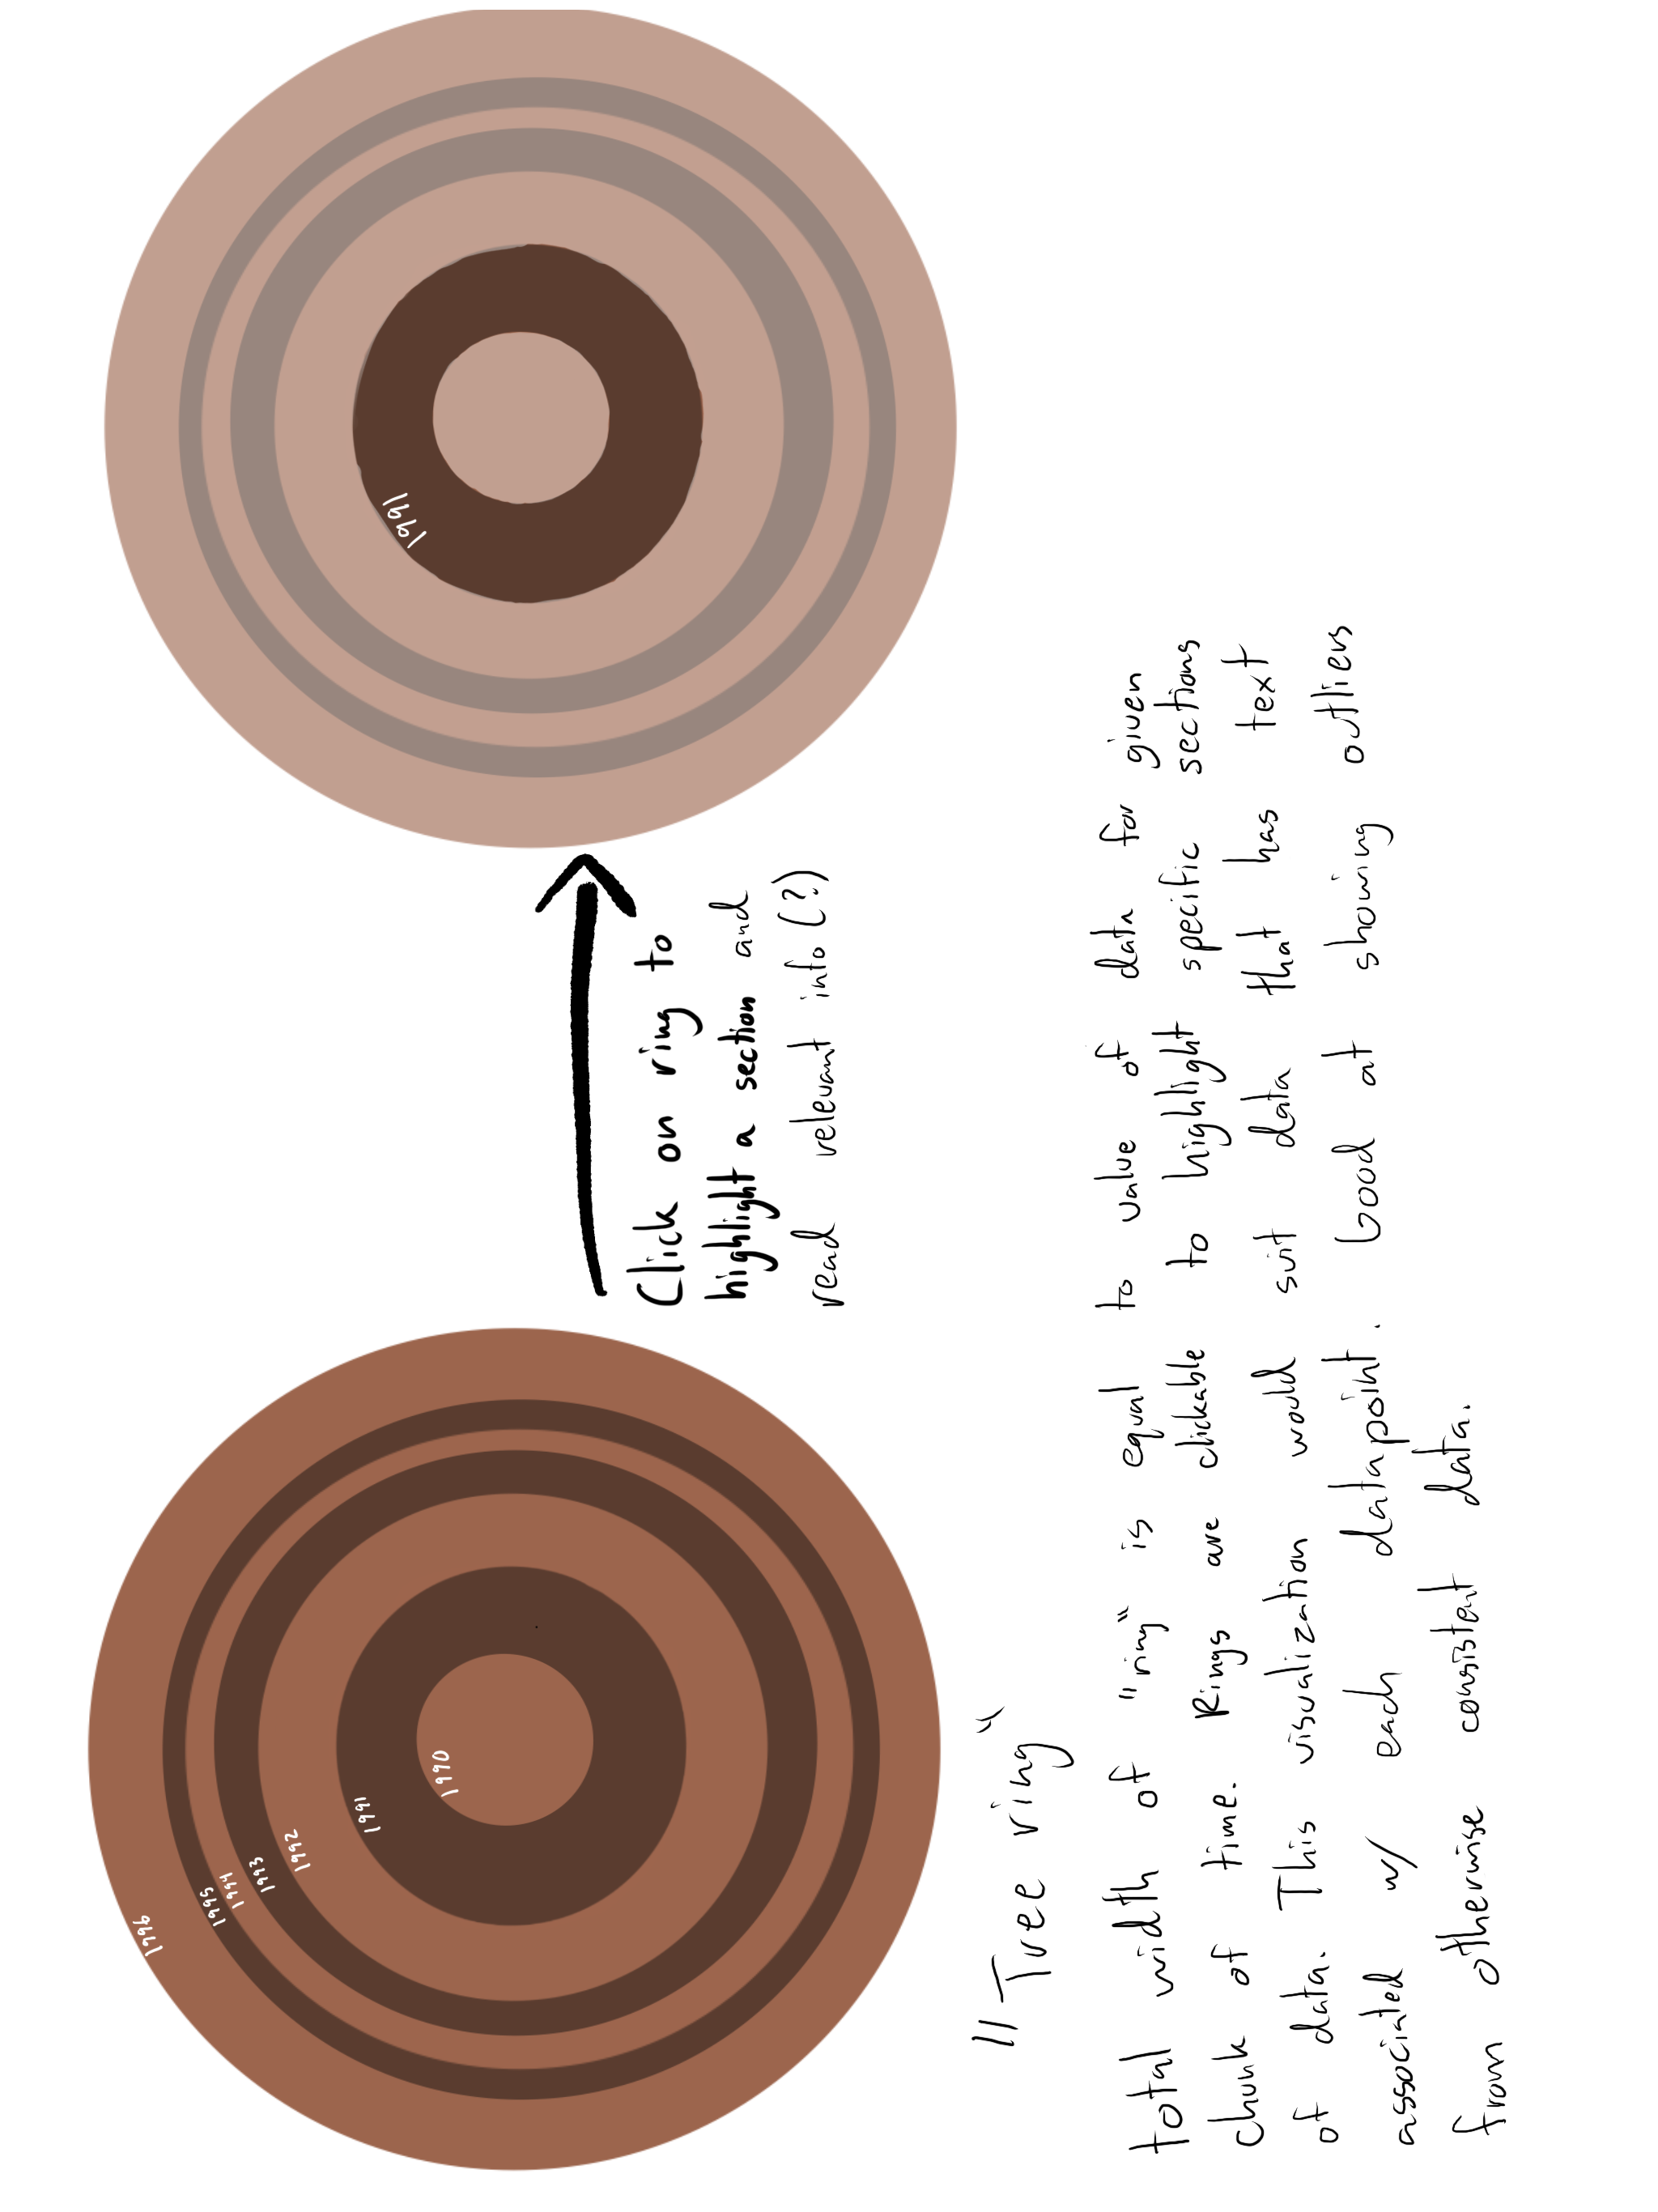 1990
1991
1992
1993
1994
1995
1996
Click on ring to
highlight a section and
read relevant info (?)
1991
"Tree ring"
total width of "ring" is equal to value of data for given
chunk of time. Rings are clickable to highlight specific sections
of data. This visualization would suit data that has text
associated w/ each datapoint. Good at showing outliers
from otherwise consistent data.